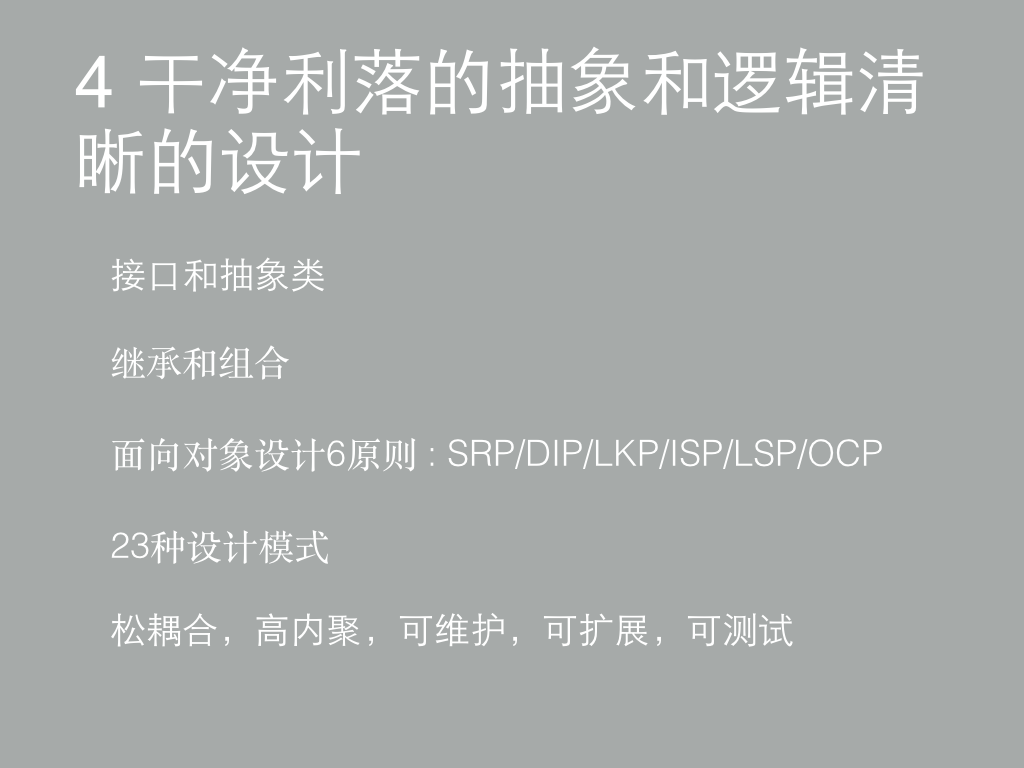 4 干净利落的抽象和逻辑清
晰的设计
接口和抽象类
继承和组合
面向对象设计6原则 : SRP/DIP/LKP/ISP/LSP/OCP
23种设计模式
松耦合，高内聚，可维护，可扩展，可测试